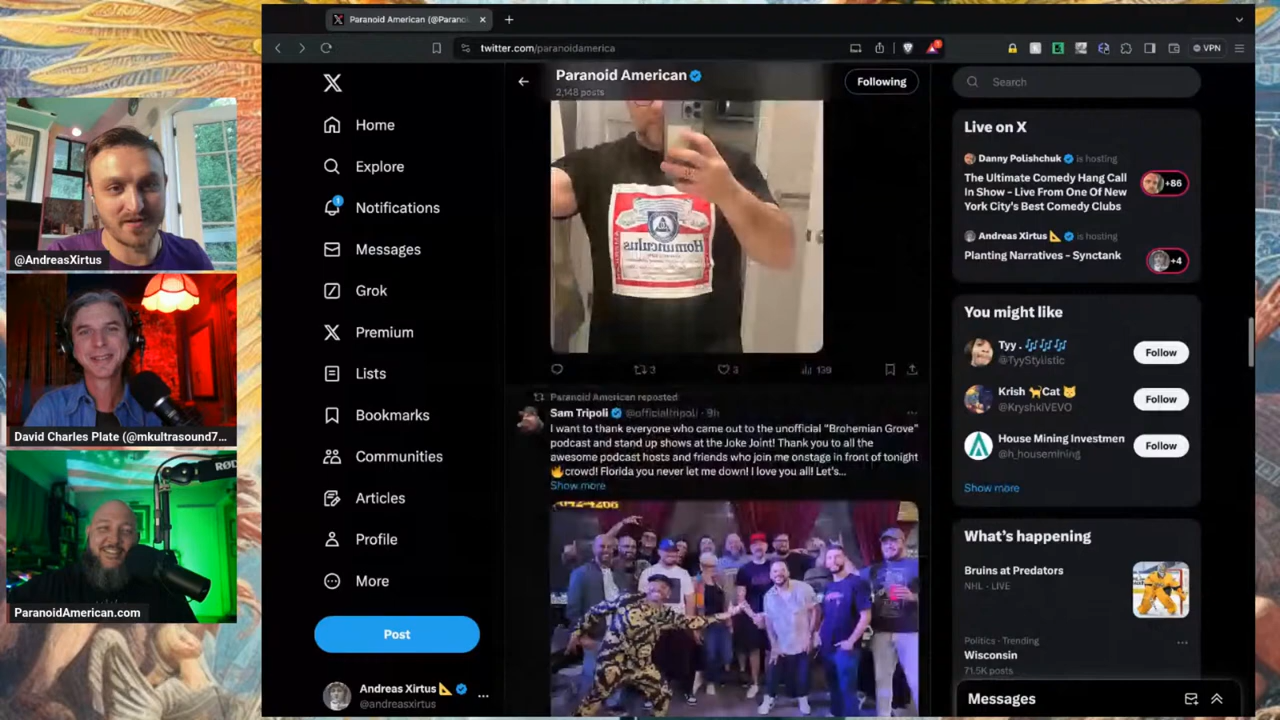 Paranoid American (@Parano
twitter.com/paranoidamerica
VPN
Paranoid American
2,148 posts
Following
Search
Home
Explore
Notifications
1
Messages
Grok
Premium
Lists
Bookmarks
Communities
Articles
Profile
More
Post
Andreas Xirtus 📐
@andreasxirtus
Homunculus
3
3
139
Paranoid American reposted
Sam Tripoli @samtripoli · 9h
I want to thank everyone who came out to the unofficial "Brohemian Grove"
podcast and stand up shows at the Joke Joint! Thank you to all the
awesome podcast hosts and friends who join me onstage in front of tonight
🔥crowd! Florida you never let me down! I love you all! Let's...
Show more
Live on X
Danny Polishchuk is hosting
The Ultimate Comedy Hang Call
In Show - Live From One Of New
York City's Best Comedy Clubs
+86
Andreas Xirtus 📐 is hosting
Planting Narratives - Synctank
+4
You might like
Tyy . 🎶🎶🎶
@TyyStylistic
Follow
Krish 🐈Cat 😺
@KryshkiVEVO
Follow
House Mining Investmen
@h_housemining
Follow
Show more
What's happening
Bruins at Predators
NHL · LIVE
Politics · Trending
Wisconsin
71.5K posts
Messages
@AndreasXirtus
David Charles Plate (@mkultrasound7...
RØDE
ParanoidAmerican.com